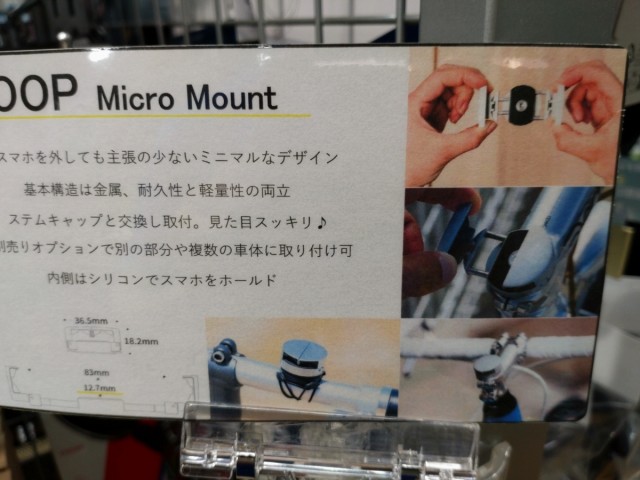 OOP Micro Mount
スマホを外しても主張の少ないミニマルなデザイン
基本構造は金属、耐久性と軽量性の両立
ステムキャップと交換し取付。見た目スッキリ♪
別売りオプションで別の部分や複数の車体に取り付け可
内側はシリコンでスマホをホールド
36.5mm
18.2mm
83mm
12.7mm